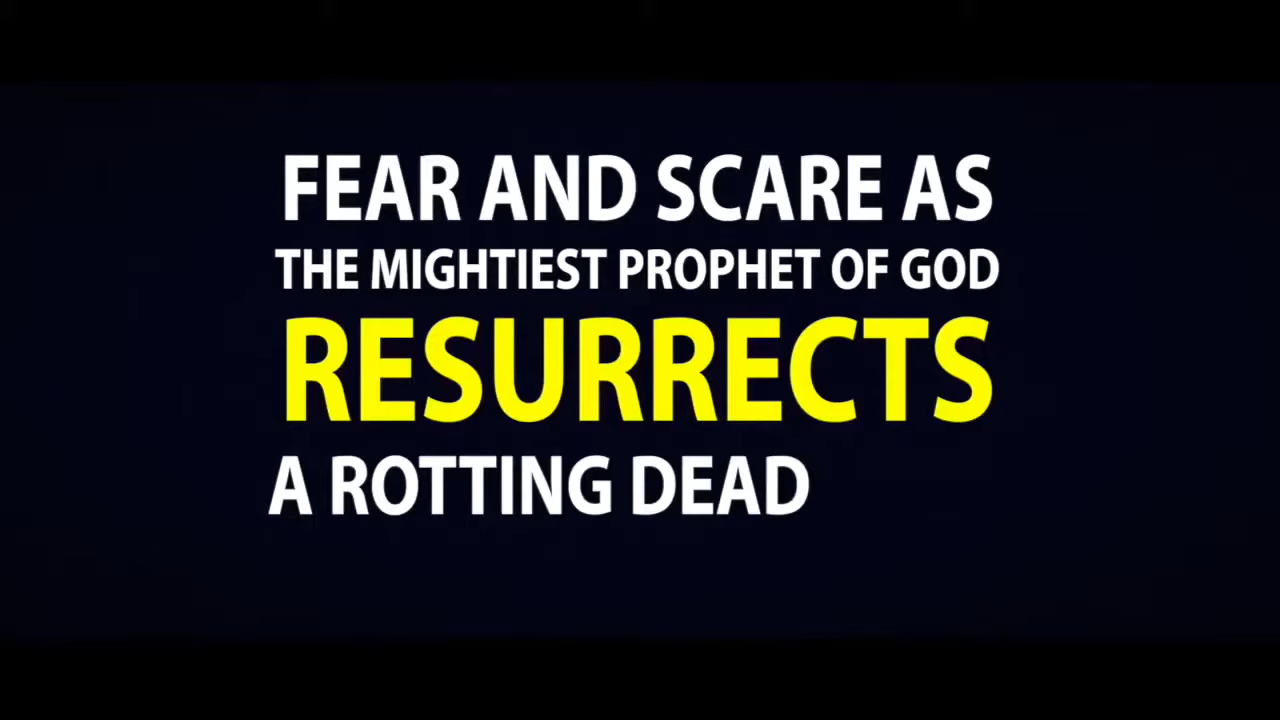 FEAR AND SCARE AS
THE MIGHTIEST PROPHET OF GOD
RESURRECTS
A ROTTING DEAD